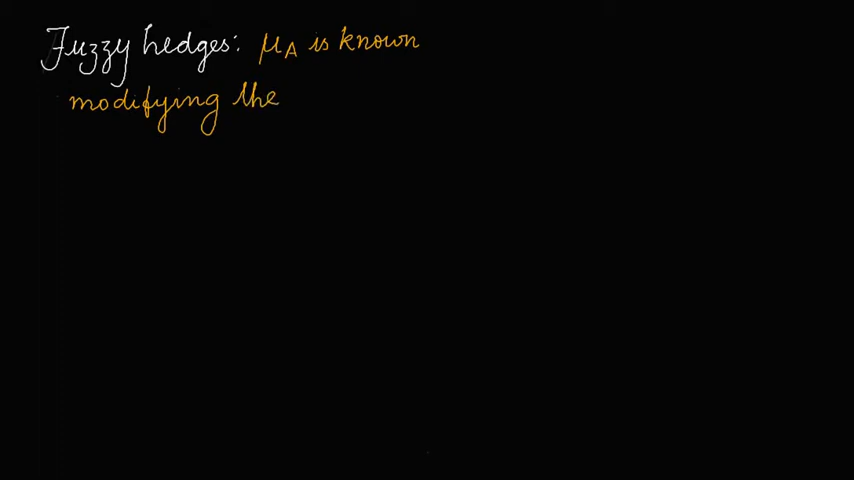 Fuzzy hedges: μA is known
modifying the